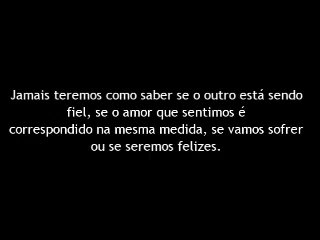 Jamais teremos como saber se o outro está sendo
fiel, se o amor que sentimos é
correspondido na mesma medida, se vamos sofrer
ou se seremos felizes.